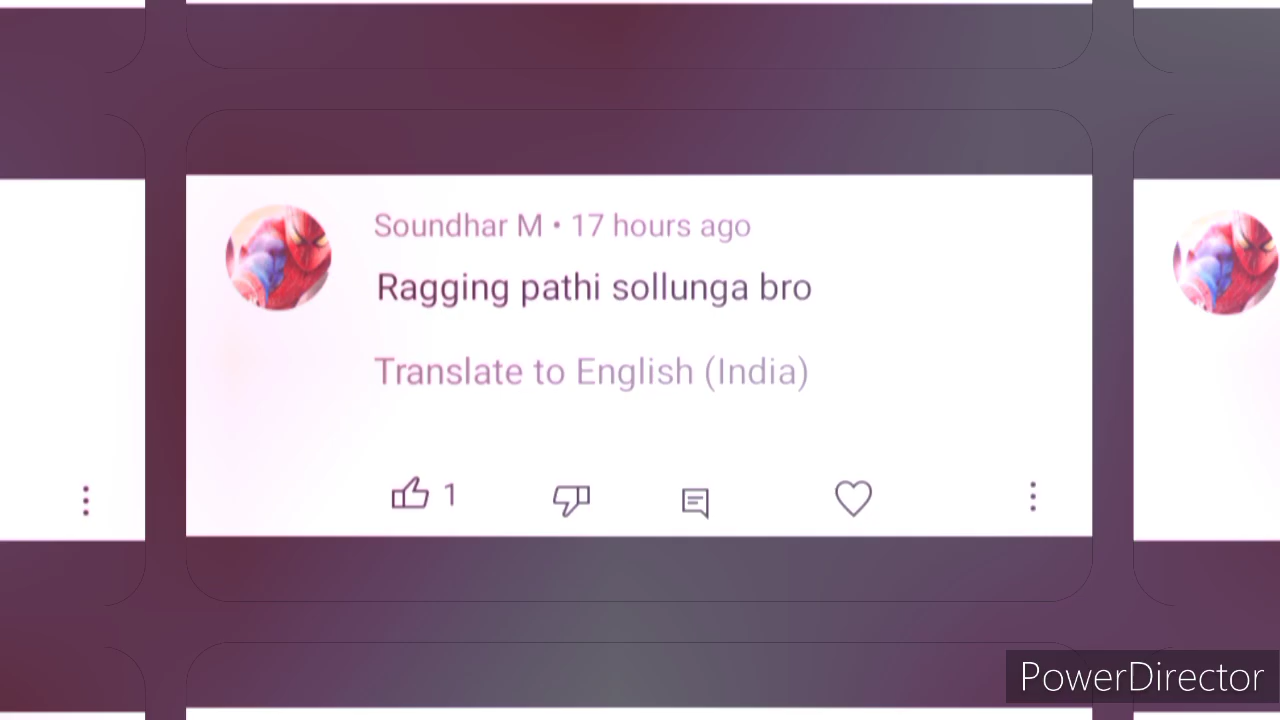 Soundhar M • 17 hours ago
Ragging pathi sollunga bro
Translate to English (India)
1
PowerDirector